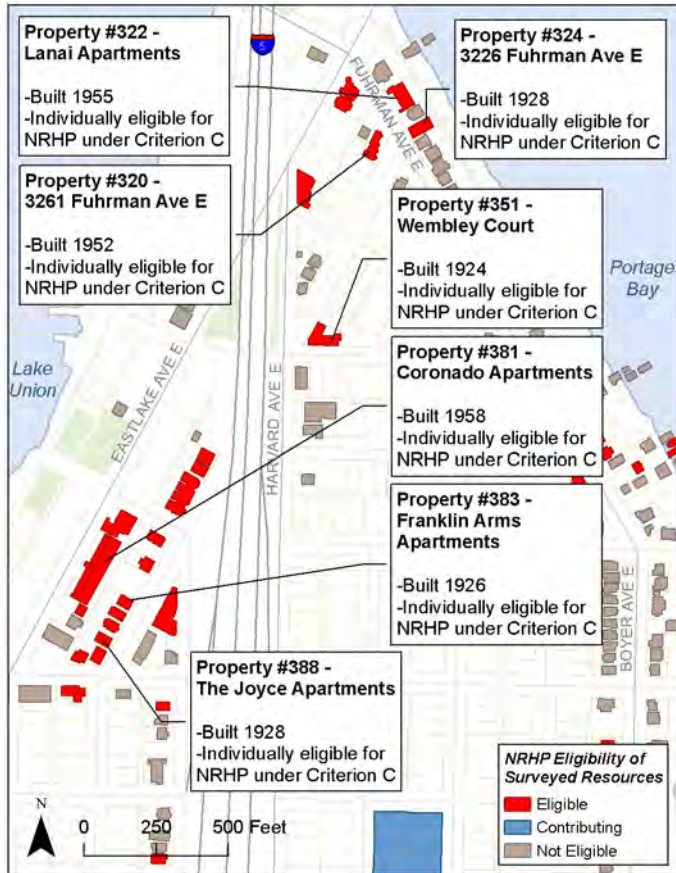 Property #322 -
Lanai Apartments
-Built 1955
-Individually eligible for
NRHP under Criterion C
5
FUHRMAN AVE E
Property #324 -
3226 Fuhrman Ave E
-Built 1928
-Individually eligible for
NRHP under Criterion C
Property #320 -
3261 Fuhrman Ave E
-Built 1952
-Individually eligible for
NRHP under Criterion C
Property #351 -
Wembley Court
-Built 1924
-Individually eligible for
NRHP under Criterion C
Portage
Bay
Lake
Union
EASTLAKE AVE E
HARVARD AVE E
Property #381 -
Coronado Apartments
-Built 1958
-Individually eligible for
NRHP under Criterion C
Property #383 -
Franklin Arms
Apartments
-Built 1926
-Individually eligible for
NRHP under Criterion C
BOYER AVE E
Property #388 -
The Joyce Apartments
-Built 1928
-Individually eligible for
NRHP under Criterion C
NRHP Eligibility of
Surveyed Resources
Eligible
Contributing
Not Eligible
N
0 250 500 Feet